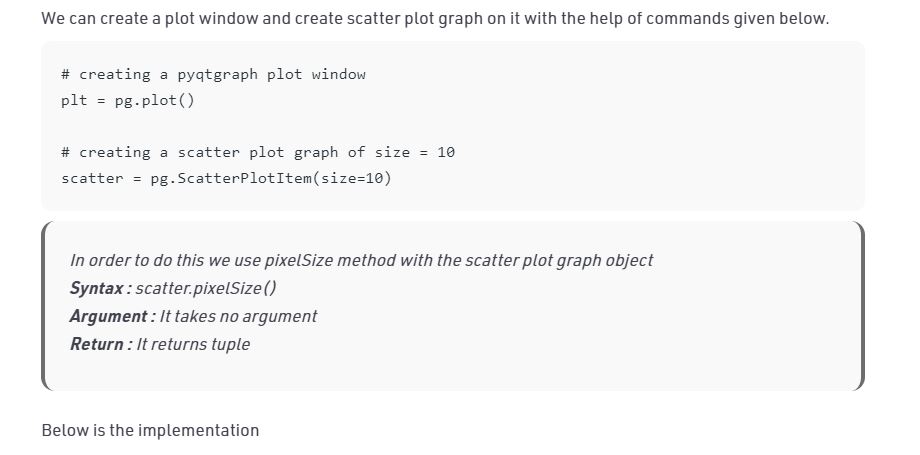 We can create a plot window and create scatter plot graph on it with the help of commands given below.
# creating a pyqtgraph plot window
plt = pg.plot()
# creating a scatter plot graph of size = 10
scatter = pg.ScatterPlotItem(size=10)
In order to do this we use pixelSize method with the scatter plot graph object
Syntax : scatter.pixelSize()
Argument : It takes no argument
Return : It returns tuple
Below is the implementation